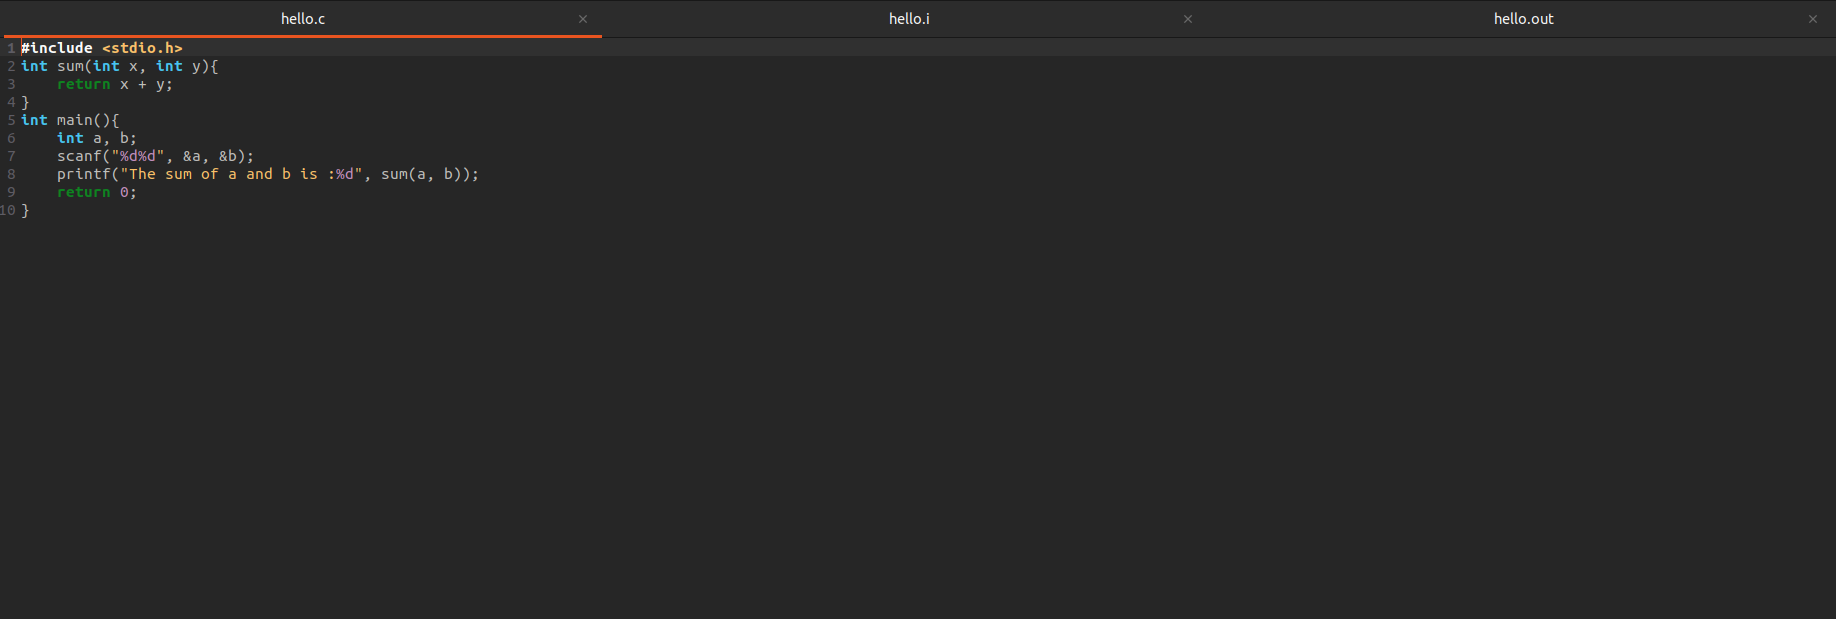 hello.c × hello.i × hello.out ×
1 #include <stdio.h>
2 int sum(int x, int y){
3     return x + y;
4 }
5 int main(){
6     int a, b;
7     scanf("%d%d", &a, &b);
8     printf("The sum of a and b is :%d", sum(a, b));
9     return 0;
10 }